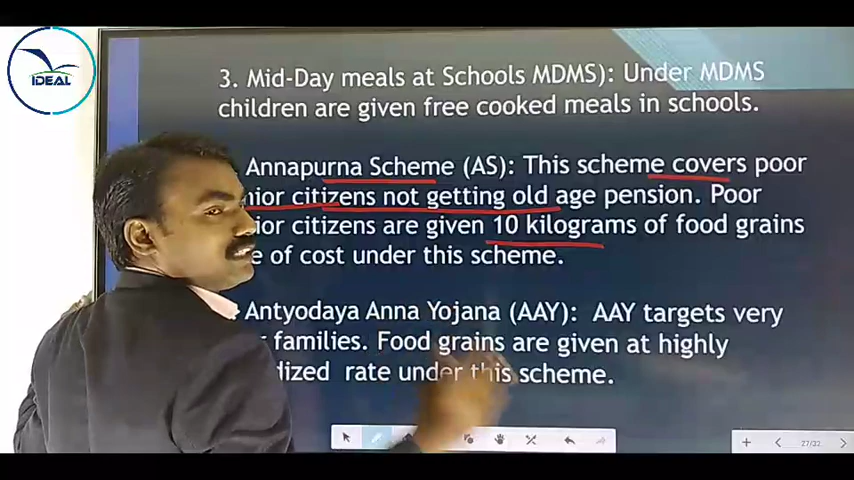 IDEAL
3. Mid-Day meals at Schools MDMS): Under MDMS
children are given free cooked meals in schools.
Annapurna Scheme (AS): This scheme covers poor
nior citizens not getting old age pension. Poor
ior citizens are given 10 kilograms of food grains
e of cost under this scheme.
Antyodaya Anna Yojana (AAY): AAY targets very
families. Food grains are given at highly
dized rate under this scheme.
27/32